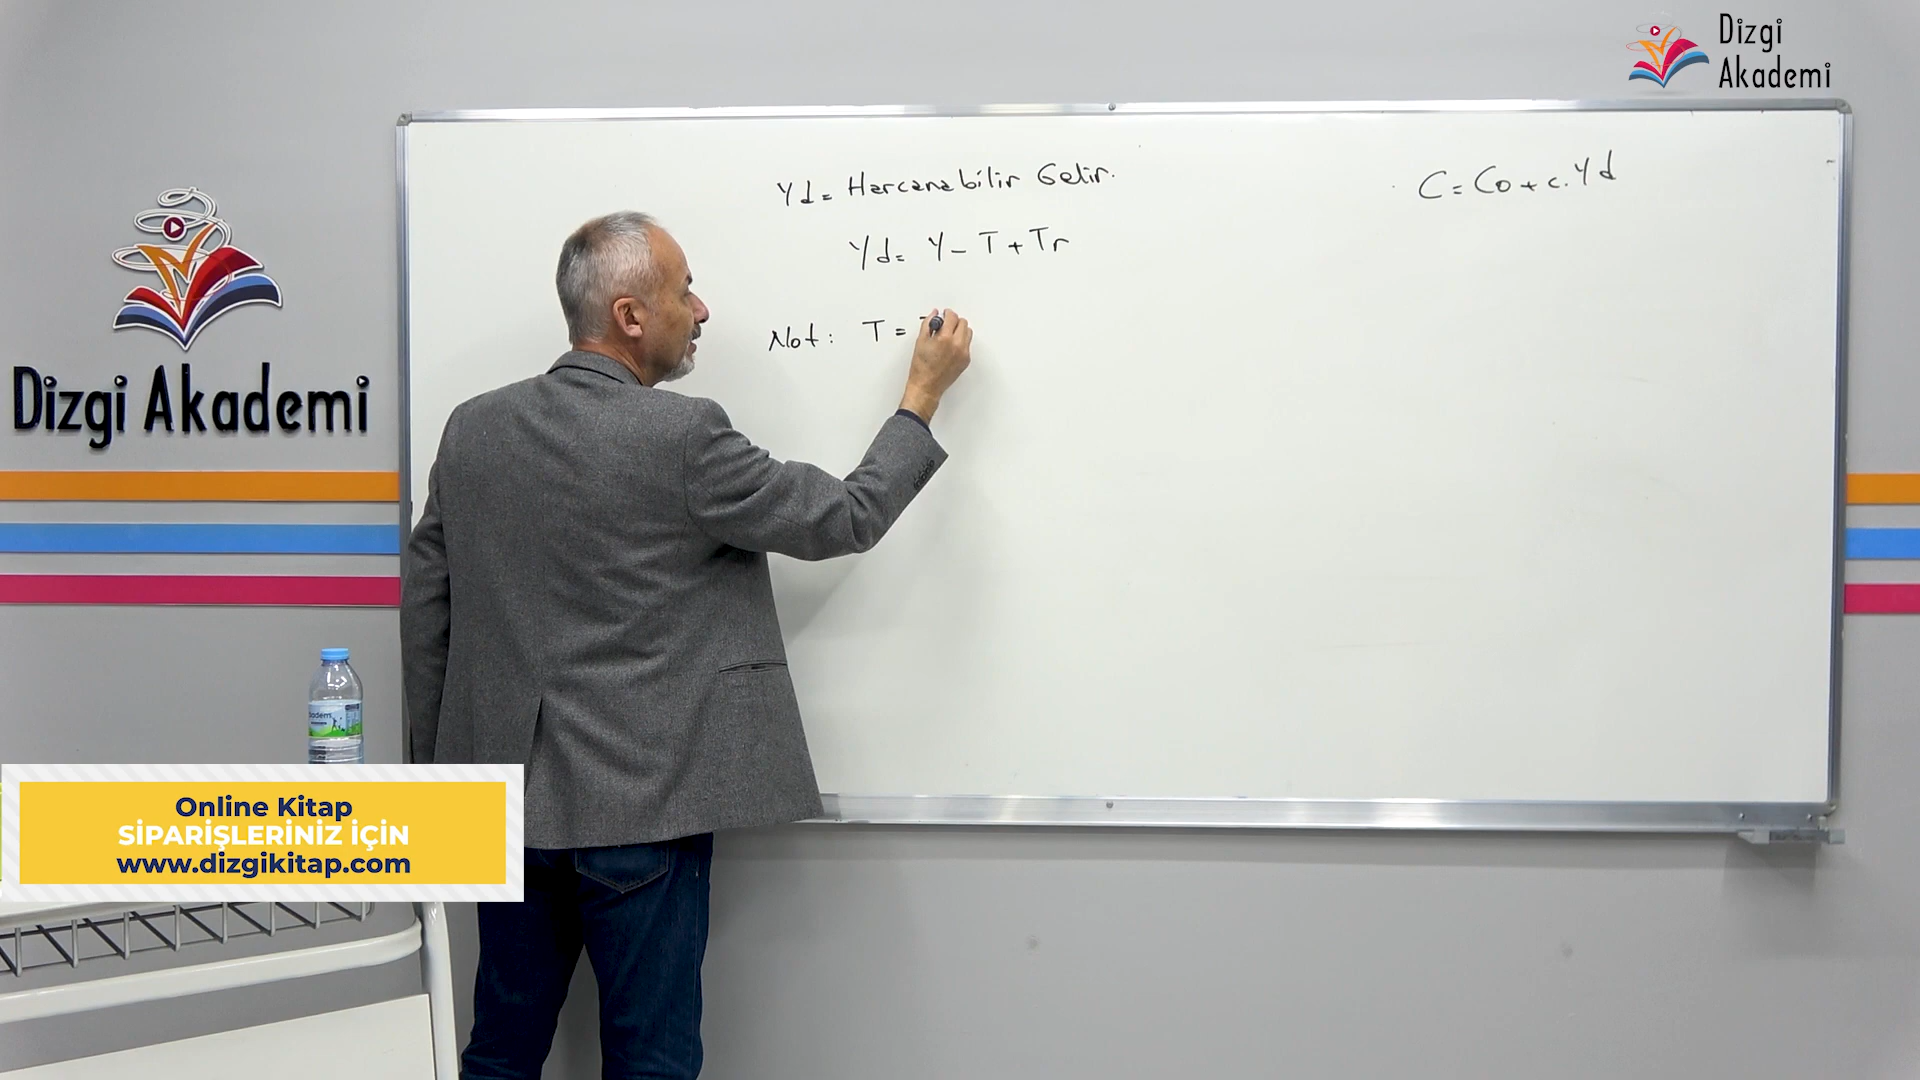 Dizgi
Akademi
Yd = Harcanabilir Gelir.
C = Co + c.Yd
Yd = Y - T + Tr
Not: T = T
Dizgi Akademi
Online Kitap
SİPARİŞLERİNİZ İÇİN
www.dizgikitap.com